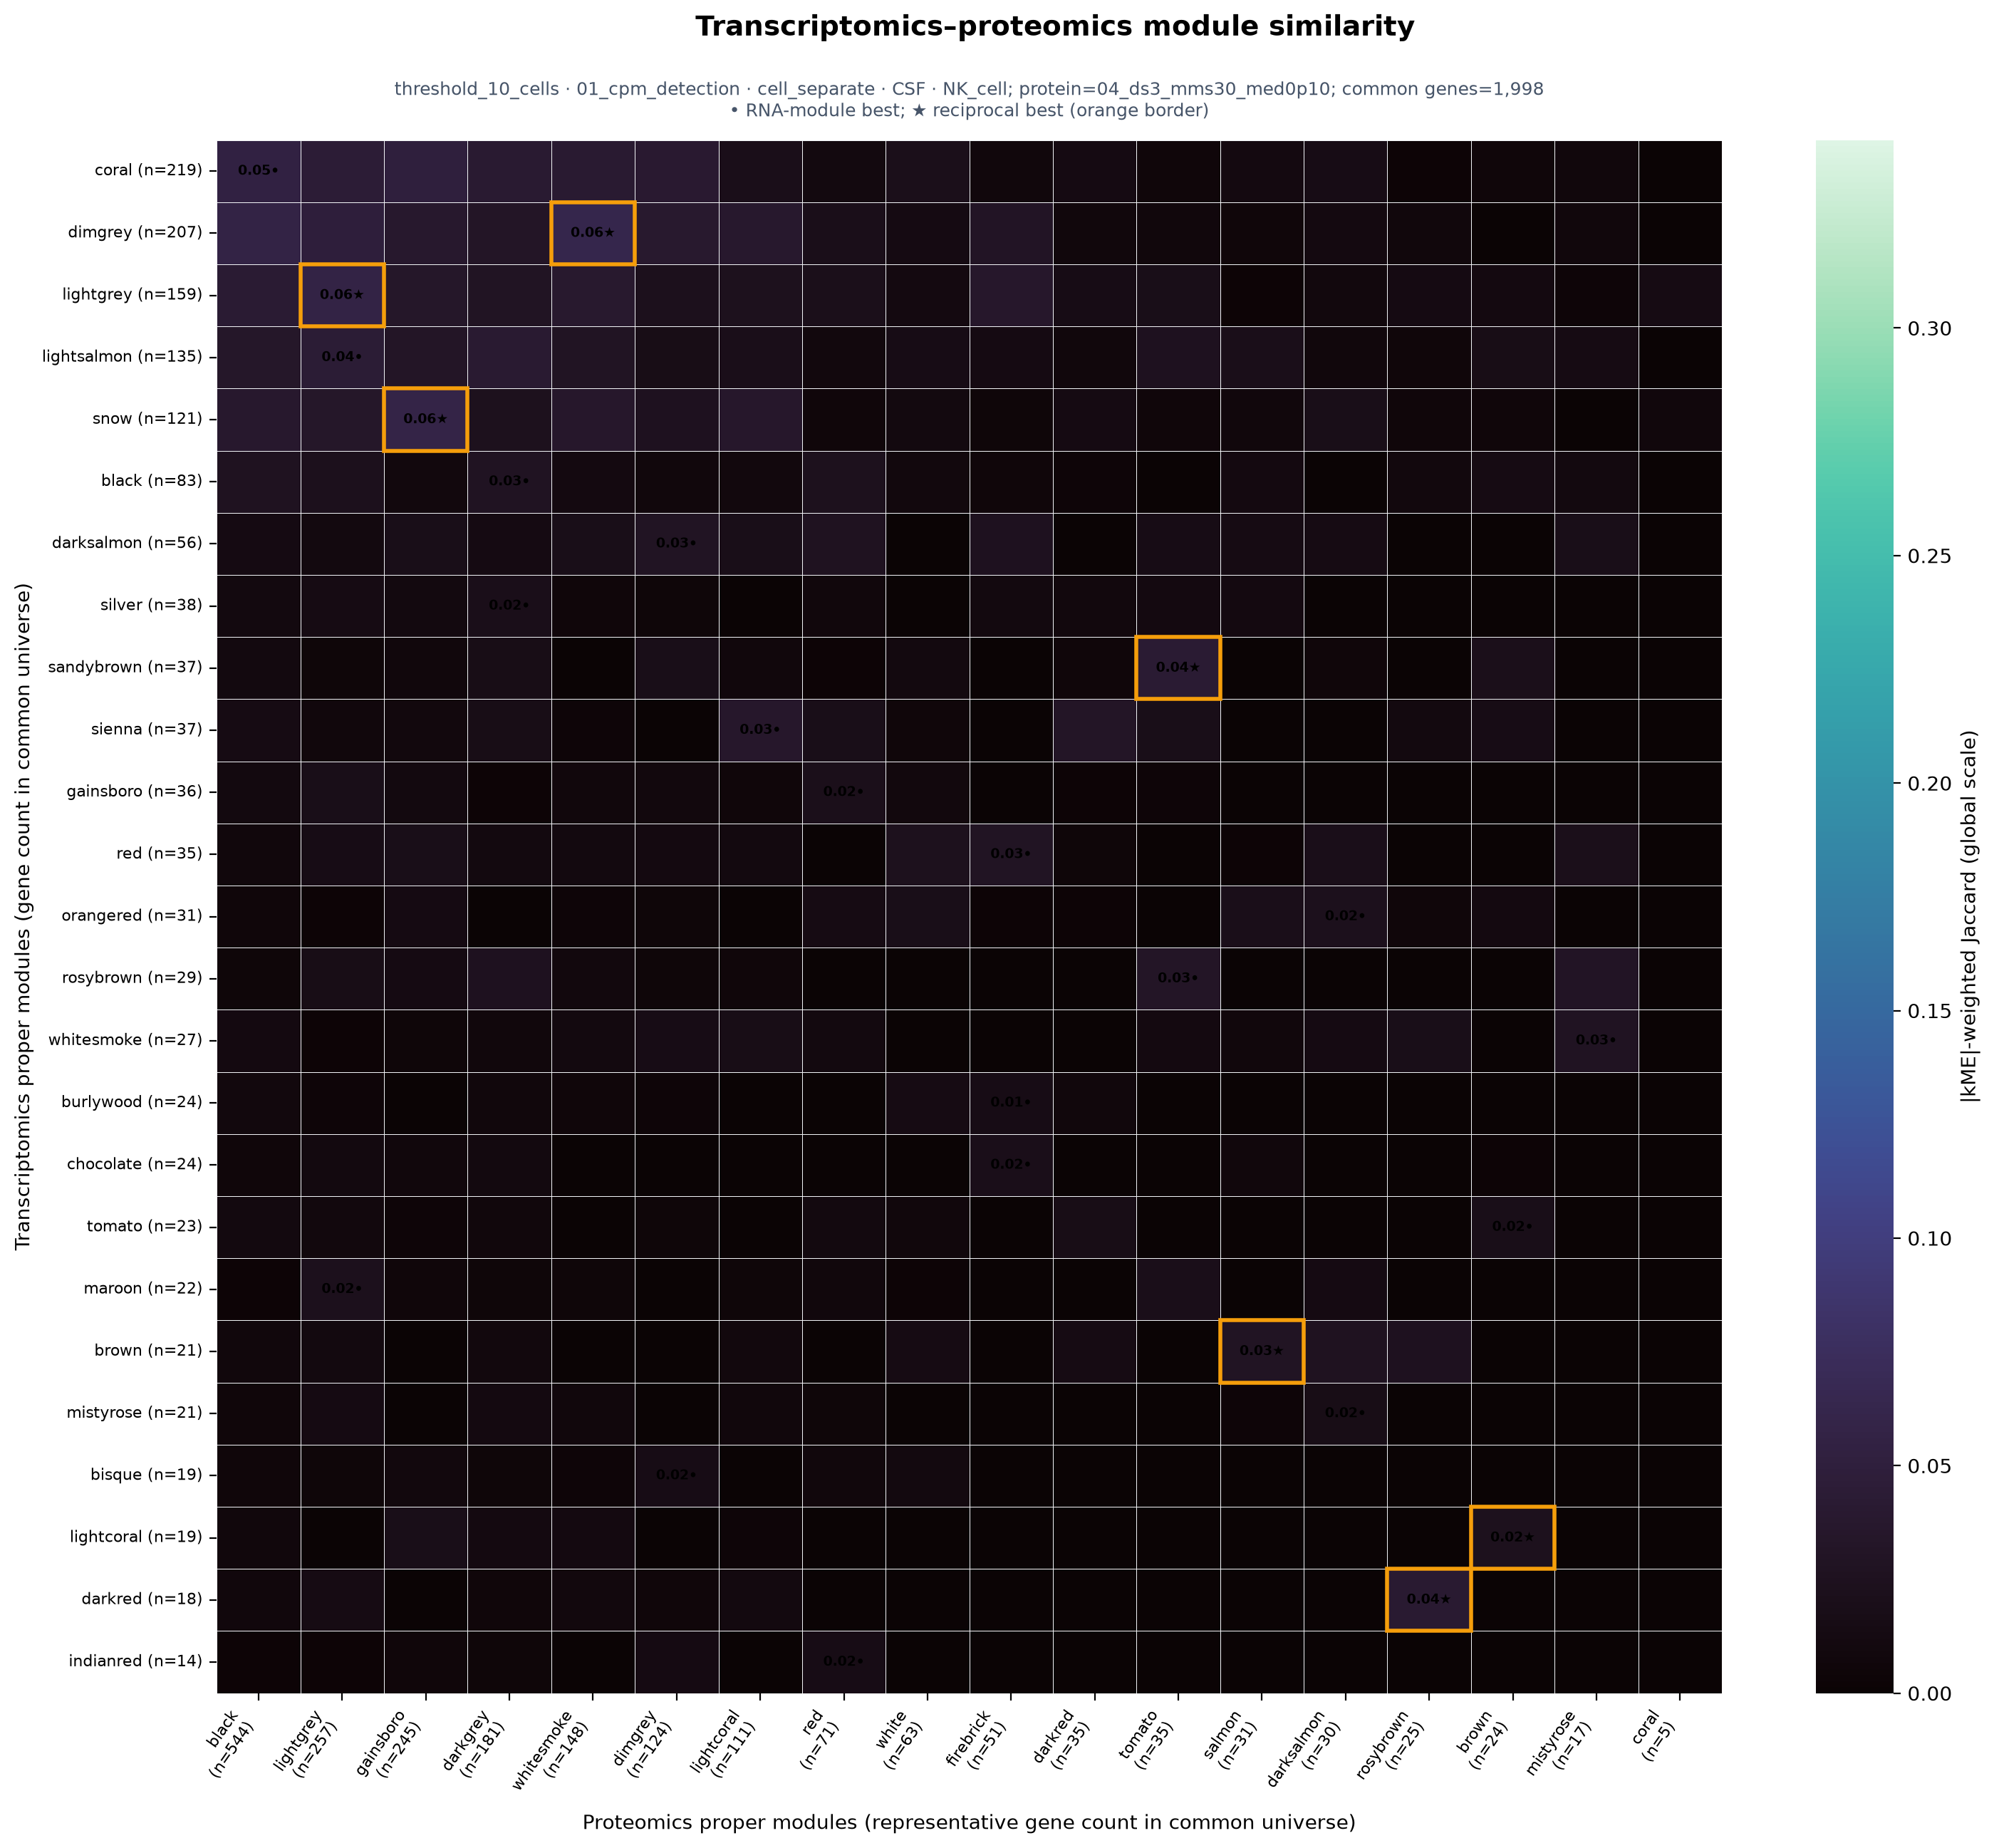 Transcriptomics–proteomics module similarity
threshold_10_cells · 01_cpm_detection · cell_separate · CSF · NK_cell; protein=04_ds3_mms30_med0p10; common genes=1,998
• RNA-module best; ★ reciprocal best (orange border)
Transcriptomics proper modules (gene count in common universe)
coral (n=219)
0.05•
dimgrey (n=207)
0.06★
lightgrey (n=159)
0.06★
lightsalmon (n=135)
0.04•
snow (n=121)
0.06★
black (n=83)
0.03•
darksalmon (n=56)
0.03•
silver (n=38)
0.02•
sandybrown (n=37)
0.04★
sienna (n=37)
0.03•
gainsboro (n=36)
0.02•
red (n=35)
0.03•
orangered (n=31)
0.02•
rosybrown (n=29)
0.03•
whitesmoke (n=27)
0.03•
burlywood (n=24)
0.01•
chocolate (n=24)
0.02•
tomato (n=23)
0.02•
maroon (n=22)
0.02•
brown (n=21)
0.03★
mistyrose (n=21)
0.02•
bisque (n=19)
0.02•
lightcoral (n=19)
0.02★
darkred (n=18)
0.04★
indianred (n=14)
0.02•
black
(n=544)
lightgrey
(n=257)
gainsboro
(n=245)
darkgrey
(n=181)
whitesmoke
(n=148)
dimgrey
(n=124)
lightcoral
(n=111)
red
(n=71)
white
(n=63)
firebrick
(n=51)
darkred
(n=35)
tomato
(n=35)
salmon
(n=31)
darksalmon
(n=30)
rosybrown
(n=25)
brown
(n=24)
mistyrose
(n=17)
coral
(n=5)
Proteomics proper modules (representative gene count in common universe)
0.30
0.25
0.20
0.15
0.10
0.05
0.00
|kME|-weighted Jaccard (global scale)